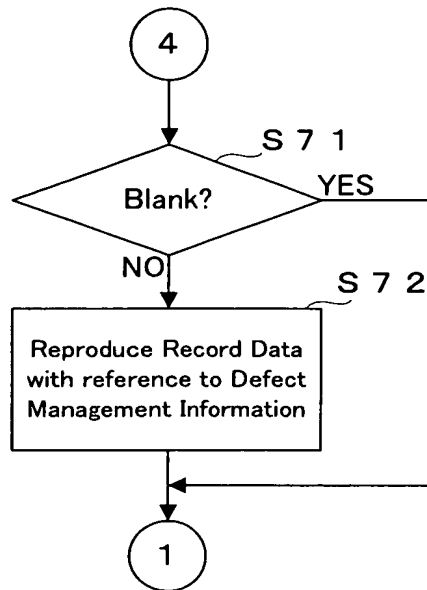 4
S 7 1
Blank?
YES
NO
S 7 2
Reproduce Record Data
with reference to Defect
Management Information
1